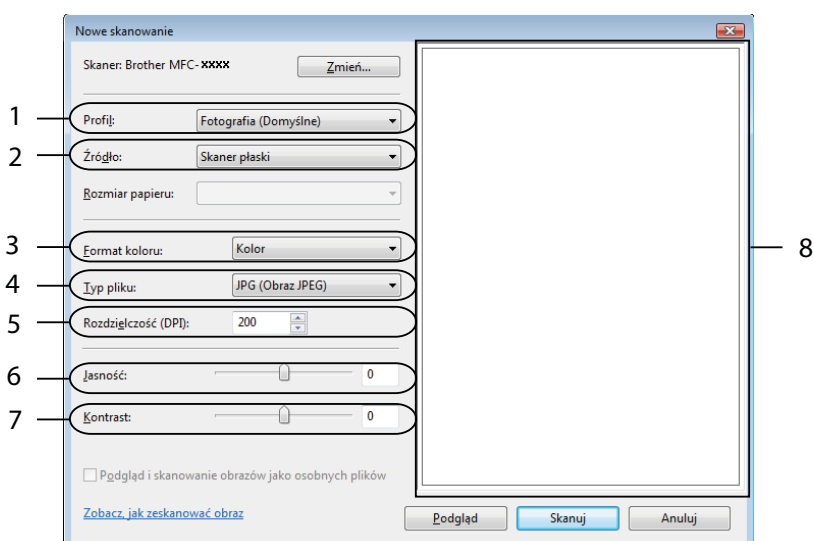 Nowe skanowanie
Skaner: Brother MFC-xxxx Zmień...
1 Profil: Fotografia (Domyślne)
2 Źródło: Skaner płaski
Rozmiar papieru:
3 Format koloru: Kolor
8
4 Typ pliku: JPG (Obraz JPEG)
5 Rozdzielczość (DPI): 200
6 Jasność: 0
7 Kontrast: 0
Podgląd i skanowanie obrazów jako osobnych plików
Zobacz, jak zeskanować obraz
Podgląd Skanuj Anuluj